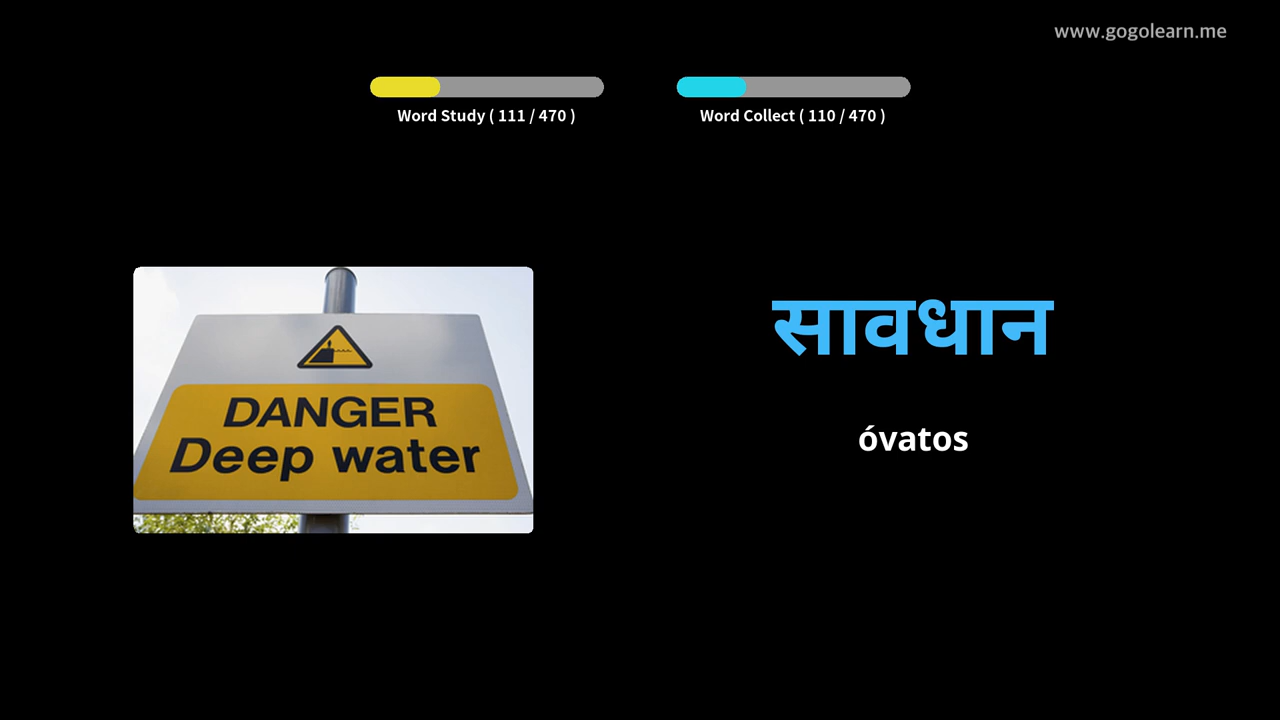 www.gogolearn.me
Word Study ( 111 / 470 )
Word Collect ( 110 / 470 )
DANGER
Deep water
सावधान
óvatos